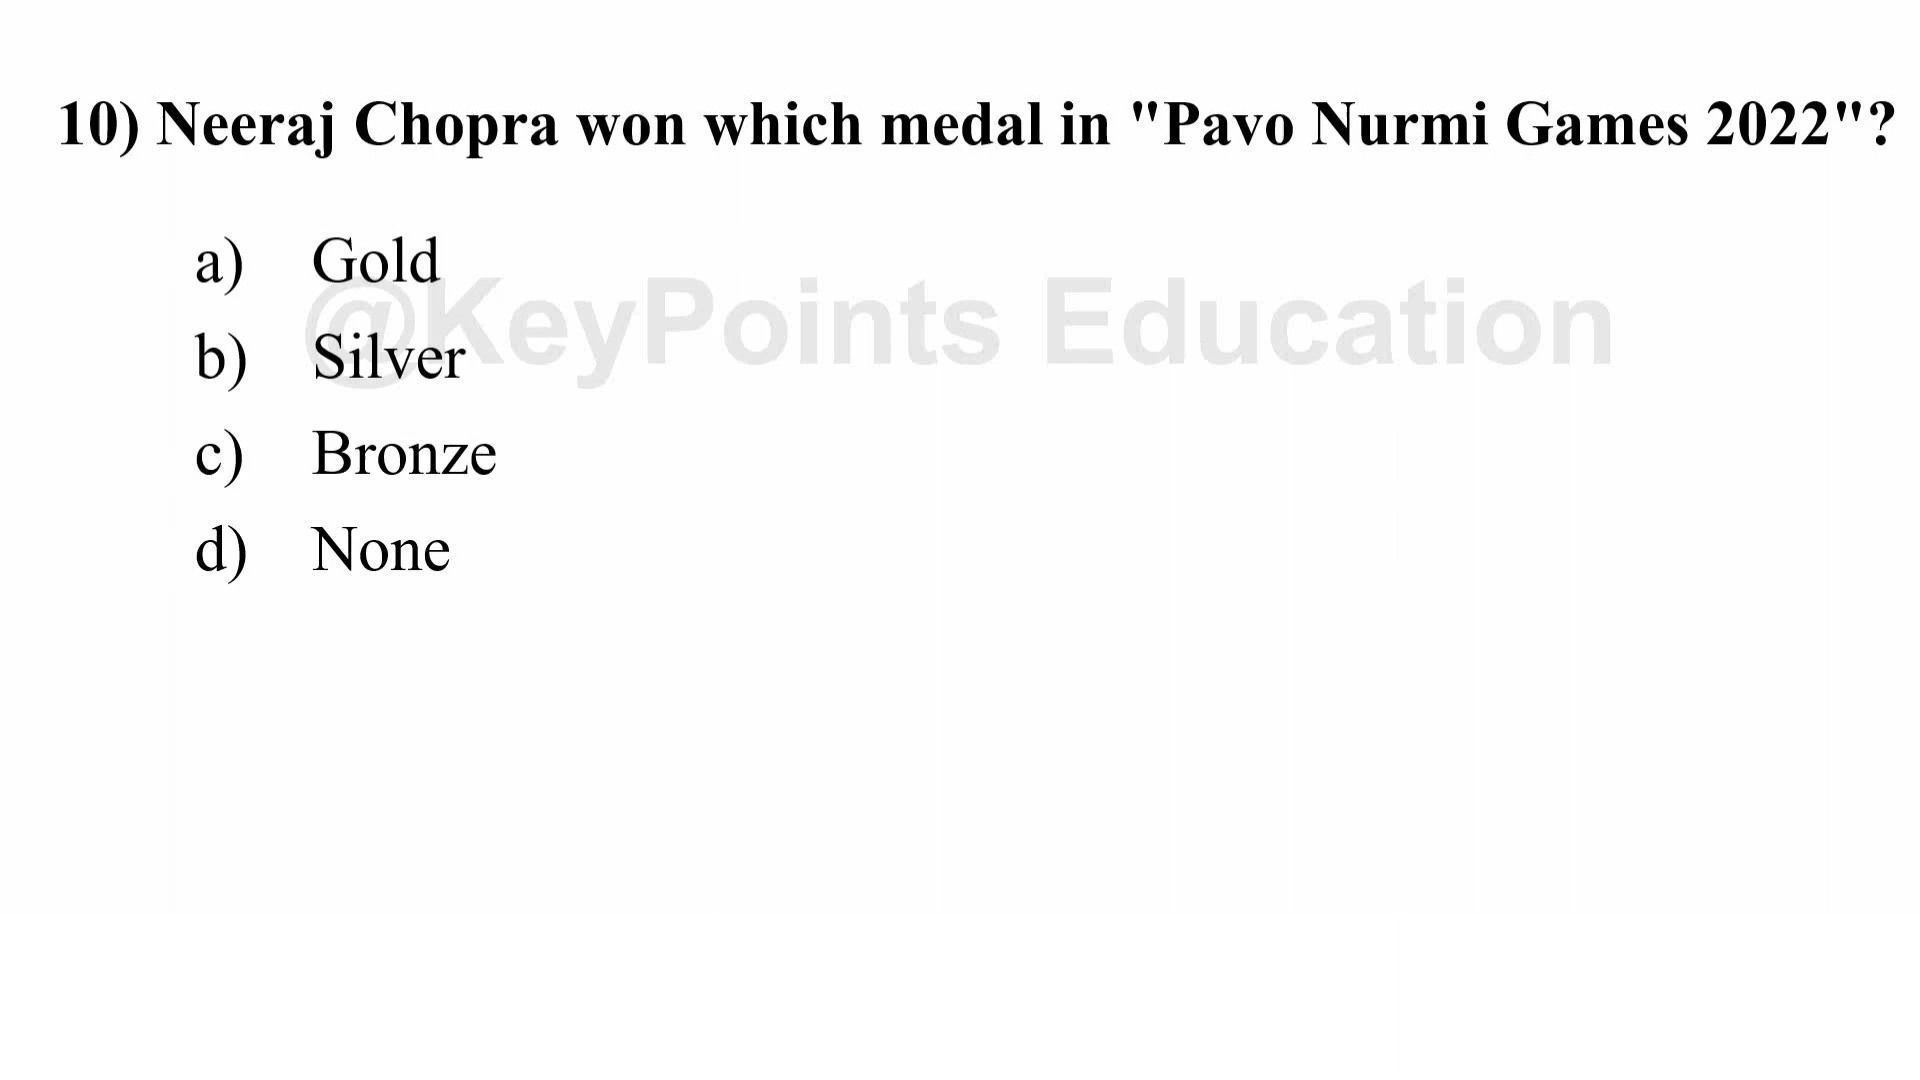 10) Neeraj Chopra won which medal in "Pavo Nurmi Games 2022"?
a) Gold
@KeyPoints Education
b) Silver
c) Bronze
d) None